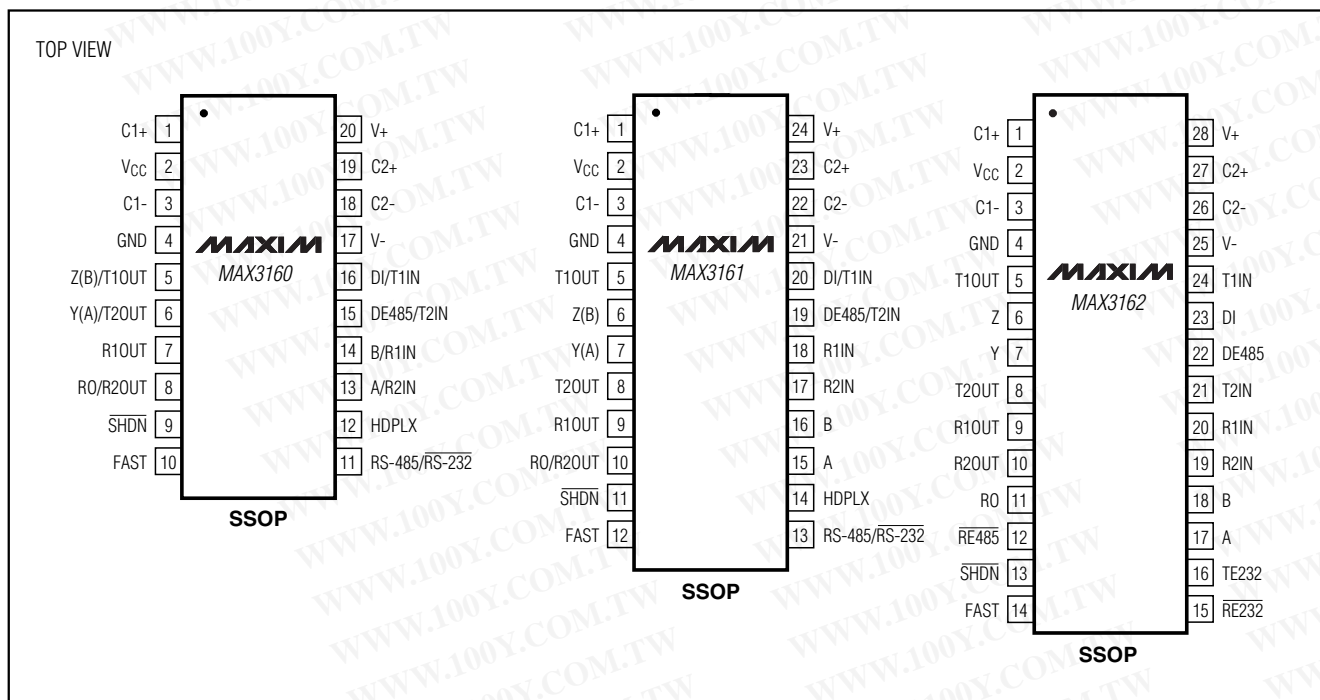 TOP VIEW
C1+ 1
VCC 2
C1- 3
GND 4
Z(B)/T1OUT 5
Y(A)/T2OUT 6
R1OUT 7
RO/R2OUT 8
SHDN 9
FAST 10
MAXIM
MAX3160
20 V+
19 C2+
18 C2-
17 V-
16 DI/T1IN
15 DE485/T2IN
14 B/R1IN
13 A/R2IN
12 HDPLX
11 RS-485/RS-232
SSOP
C1+ 1
VCC 2
C1- 3
GND 4
T1OUT 5
Z(B) 6
Y(A) 7
T2OUT 8
R1OUT 9
RO/R2OUT 10
SHDN 11
FAST 12
MAXIM
MAX3161
24 V+
23 C2+
22 C2-
21 V-
20 DI/T1IN
19 DE485/T2IN
18 R1IN
17 R2IN
16 B
15 A
14 HDPLX
13 RS-485/RS-232
SSOP
C1+ 1
VCC 2
C1- 3
GND 4
T1OUT 5
Z 6
Y 7
T2OUT 8
R1OUT 9
R2OUT 10
RO 11
RE485 12
SHDN 13
FAST 14
MAXIM
MAX3162
28 V+
27 C2+
26 C2-
25 V-
24 T1IN
23 DI
22 DE485
21 T2IN
20 R1IN
19 R2IN
18 B
17 A
16 TE232
15 RE232
SSOP
WWW.100Y.COM.TW